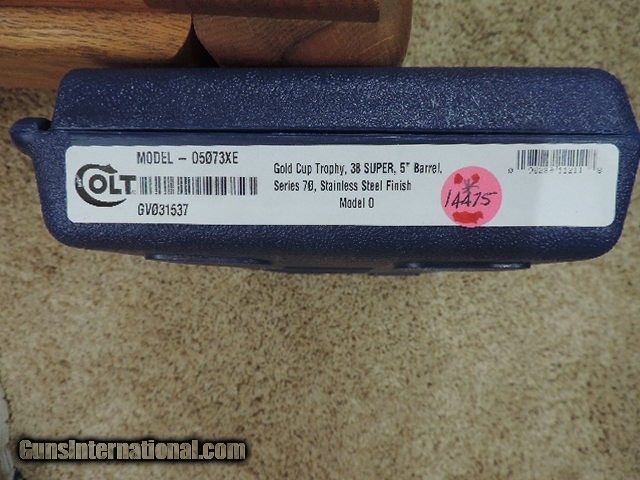 COLT
MODEL - 05073XE
GV031537
Gold Cup Trophy, 38 SUPER, 5" Barrel,
Series 70, Stainless Steel Finish
Model O
14475
GunsInternational.com